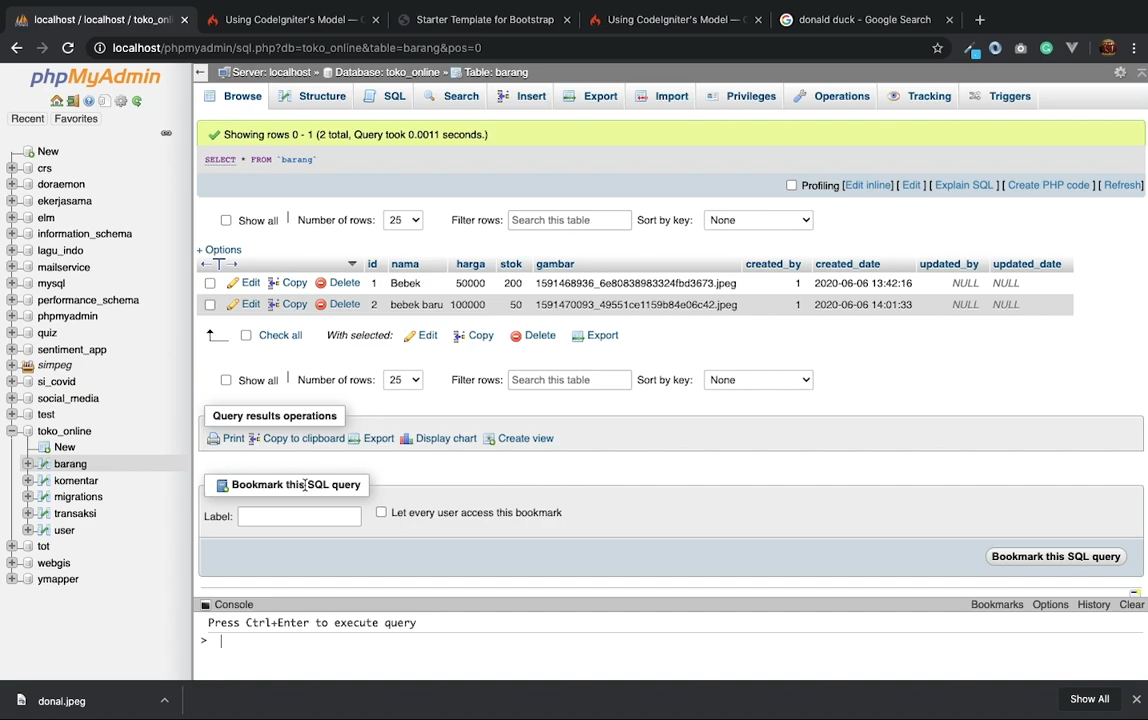 localhost / localhost / toko_onli
Using CodeIgniter's Model — C
Starter Template for Bootstrap
Using CodeIgniter's Model — C
donald duck - Google Search
localhost/phpmyadmin/sql.php?db=toko_online&table=barang&pos=0
phpMyAdmin
Recent
Favorites
New
crs
doraemon
ekerjasama
elm
information_schema
lagu_indo
mailservice
mysql
performance_schema
phpmyadmin
quiz
sentiment_app
simpeg
si_covid
social_media
test
toko_online
New
barang
komentar
migrations
transaksi
user
tot
webgis
ymapper
Server: localhost » Database: toko_online » Table: barang
Browse Structure SQL Search Insert Export Import Privileges Operations Tracking Triggers
Showing rows 0 - 1 (2 total, Query took 0.0011 seconds.)
SELECT * FROM `barang`
Profiling [Edit inline] [ Edit ] [ Explain SQL ] [ Create PHP code ] [ Refresh]
Show all Number of rows: 25 Filter rows: Search this table Sort by key: None
+ Options
id nama harga stok gambar created_by created_date updated_by updated_date
Edit Copy Delete 1 Bebek 50000 200 1591468936_6e80838983324fbd3673.jpeg 1 2020-06-06 13:42:16 NULL NULL
Edit Copy Delete 2 bebek baru 100000 50 1591470093_49551ce1159b84e06c42.jpeg 1 2020-06-06 14:01:33 NULL NULL
Check all With selected: Edit Copy Delete Export
Show all Number of rows: 25 Filter rows: Search this table Sort by key: None
Query results operations
Print Copy to clipboard Export Display chart Create view
Bookmark this SQL query
Label: Let every user access this bookmark
Bookmark this SQL query
Console Bookmarks Options History Clear
Press Ctrl+Enter to execute query
>
donal.jpeg
Show All